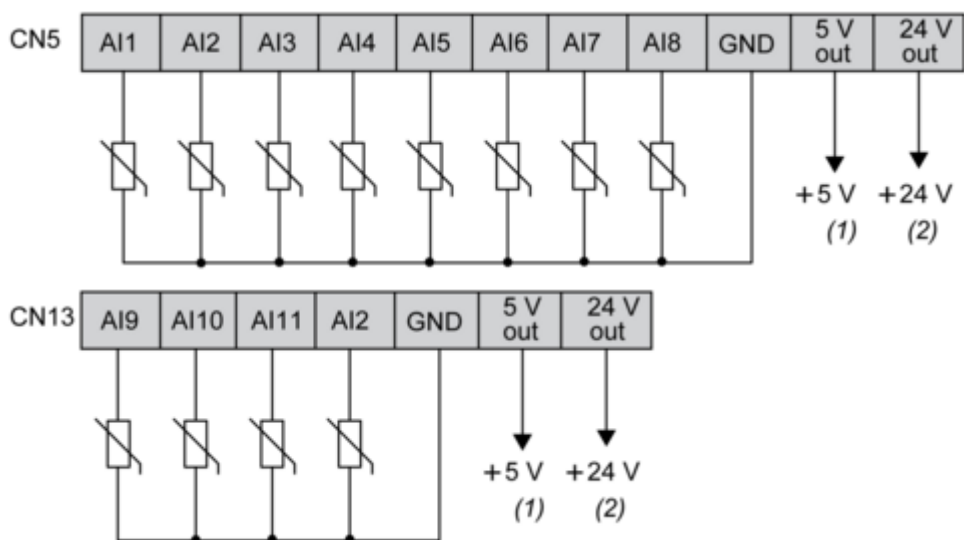 CN5 AI1 AI2 AI3 AI4 AI5 AI6 AI7 AI8 GND 5 V out 24 V out
+5 V +24 V
(1) (2)
CN13 AI9 AI10 AI11 AI2 GND 5 V out 24 V out
+5 V +24 V
(1) (2)